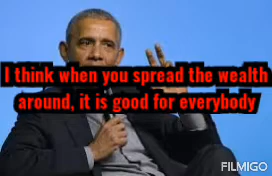 I think when you spread the wealth
around, it is good for everybody
FILMIGO